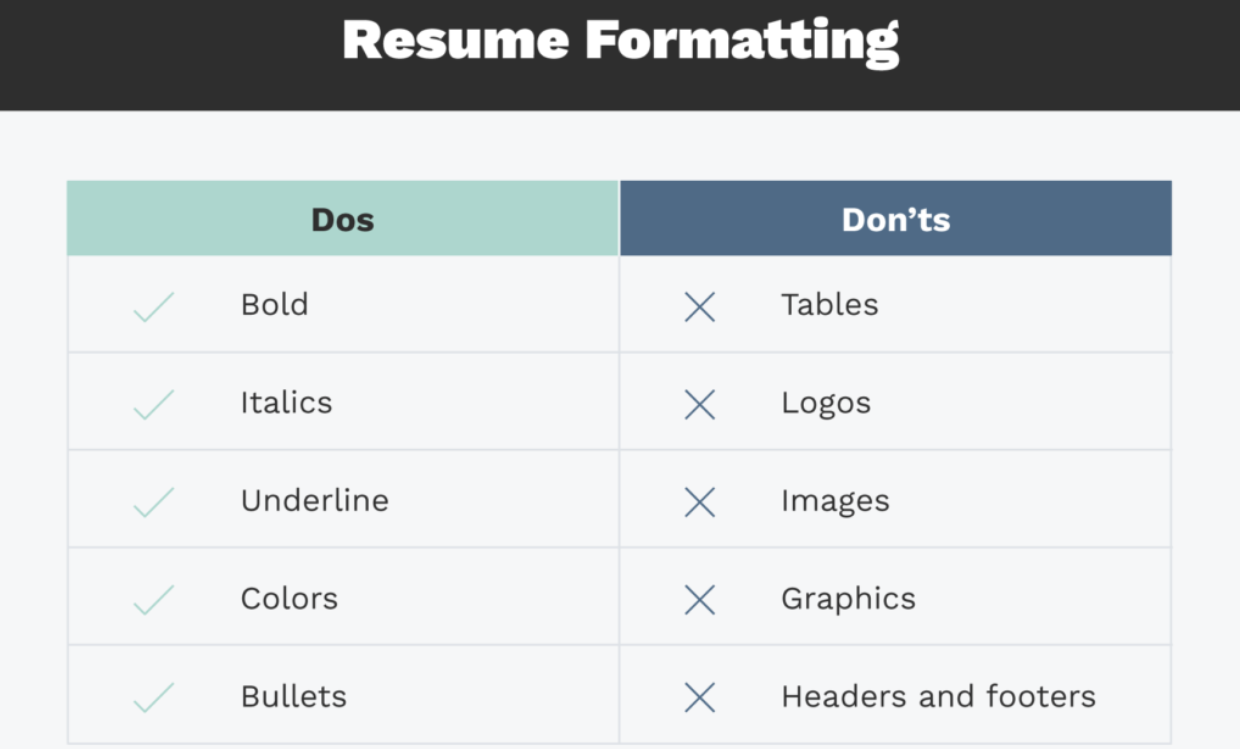 Resume Formatting
Dos Don’ts
Bold Tables
Italics Logos
Underline Images
Colors Graphics
Bullets Headers and footers